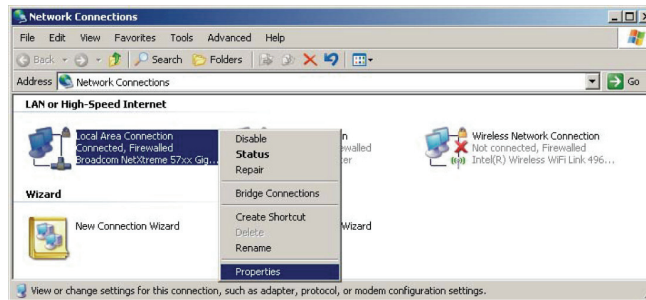 Network Connections
File Edit View Favorites Tools Advanced Help
Back Search Folders
Address Network Connections Go
LAN or High-Speed Internet
Local Area Connection
Connected, Firewalled
Broadcom NetXtreme 57xx Gig...
Disable
Status
Repair
Bridge Connections
Create Shortcut
Delete
Rename
Properties
Wireless Network Connection
Not connected, Firewalled
Intel(R) Wireless WiFi Link 496...
Wizard
New Connection Wizard
Wizard
View or change settings for this connection, such as adapter, protocol, or modem configuration settings.